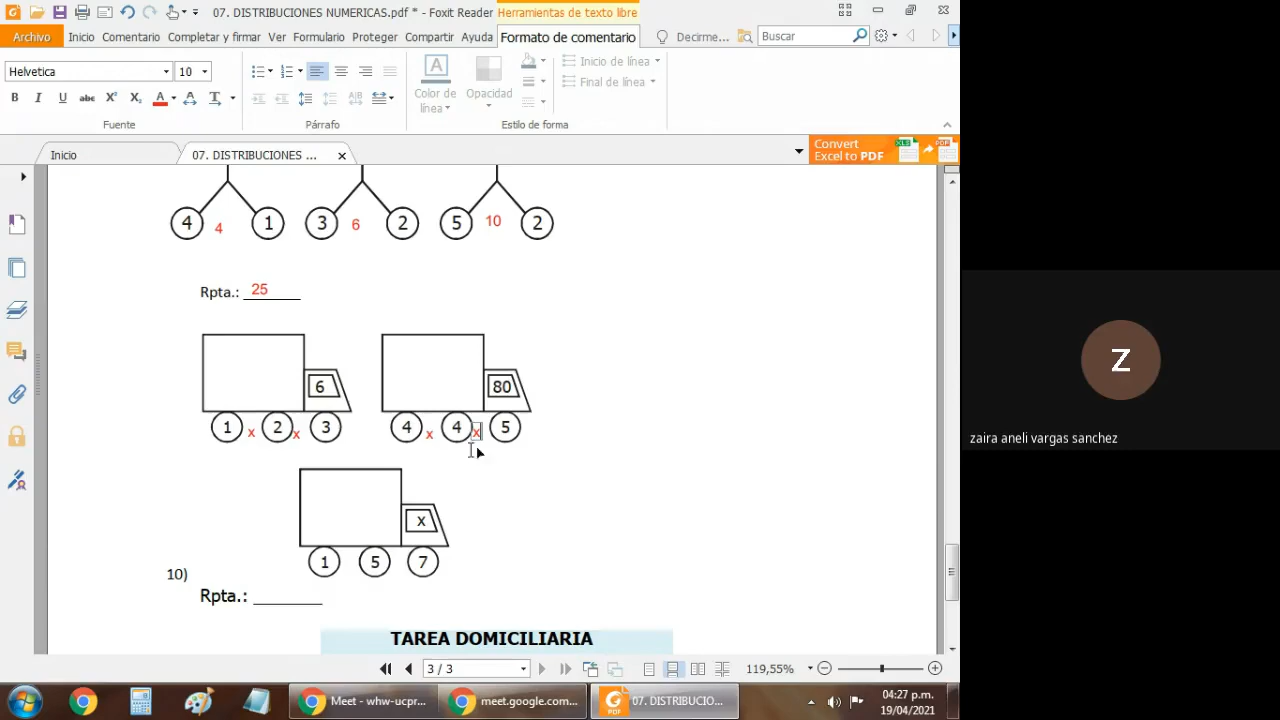 07. DISTRIBUCIONES NUMERICAS.pdf * - Foxit Reader
Herramientas de texto libre
Archivo Inicio Comentario Completar y firmar Ver Formulario Proteger Compartir Ayuda Formato de comentario Decirme... Buscar
Helvetica 10
Inicio de línea
Final de línea
N K S abc X² X₂ A A T
Color de línea
Opacidad
Fuente Párrafo Estilo de forma
Inicio 07. DISTRIBUCIONES ...
Convert Excel to PDF
4 4 1 3 6 2 5 10 2
Rpta.: 25
6 80
1 x 2 x 3 4 x 4 x 5
x
1 5 7
10)
Rpta.: ________
TAREA DOMICILIARIA
Z
zaira aneli vargas sanchez
3 / 3 119,55%
Meet - whw-ucpr... meet.google.com... 07. DISTRIBUCIO...
04:27 p.m.
19/04/2021